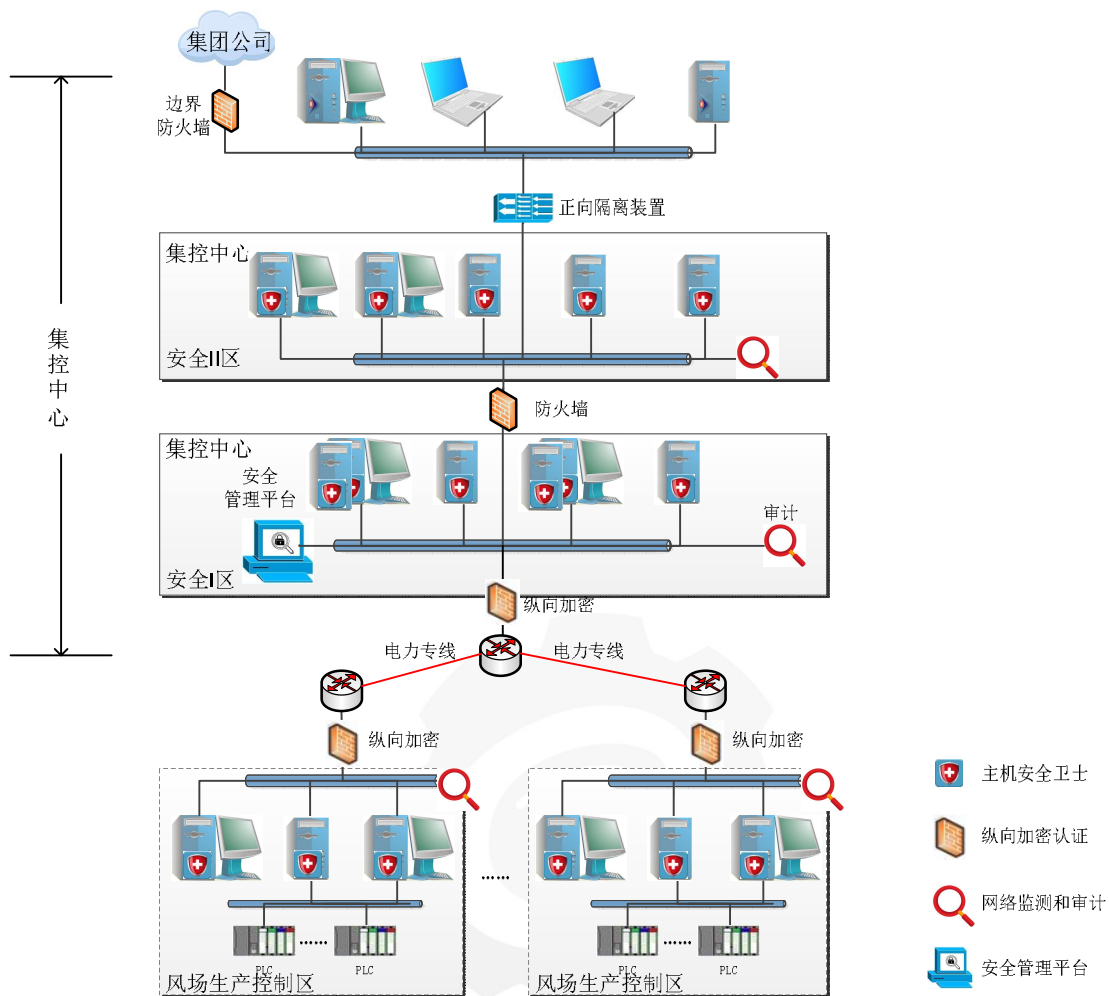 集团公司
边界
防火墙
正向隔离装置
集控中心
安全II区
防火墙
集控中心
集控中心
安全
管理平台
审计
安全I区
纵向加密
电力专线
电力专线
纵向加密
纵向加密
……
……
……
PLC
PLC
PLC
PLC
风场生产控制区
风场生产控制区
主机安全卫士
纵向加密认证
网络监测和审计
安全管理平台